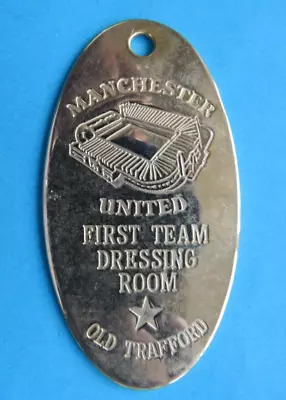 MANCHESTER
UNITED
FIRST TEAM
DRESSING
ROOM
OLD TRAFFORD